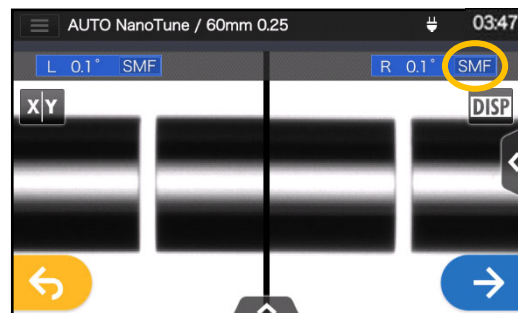 AUTO NanoTune / 60mm 0.25 03:47
L 0.1° SMF R 0.1° SMF
X|Y DISP